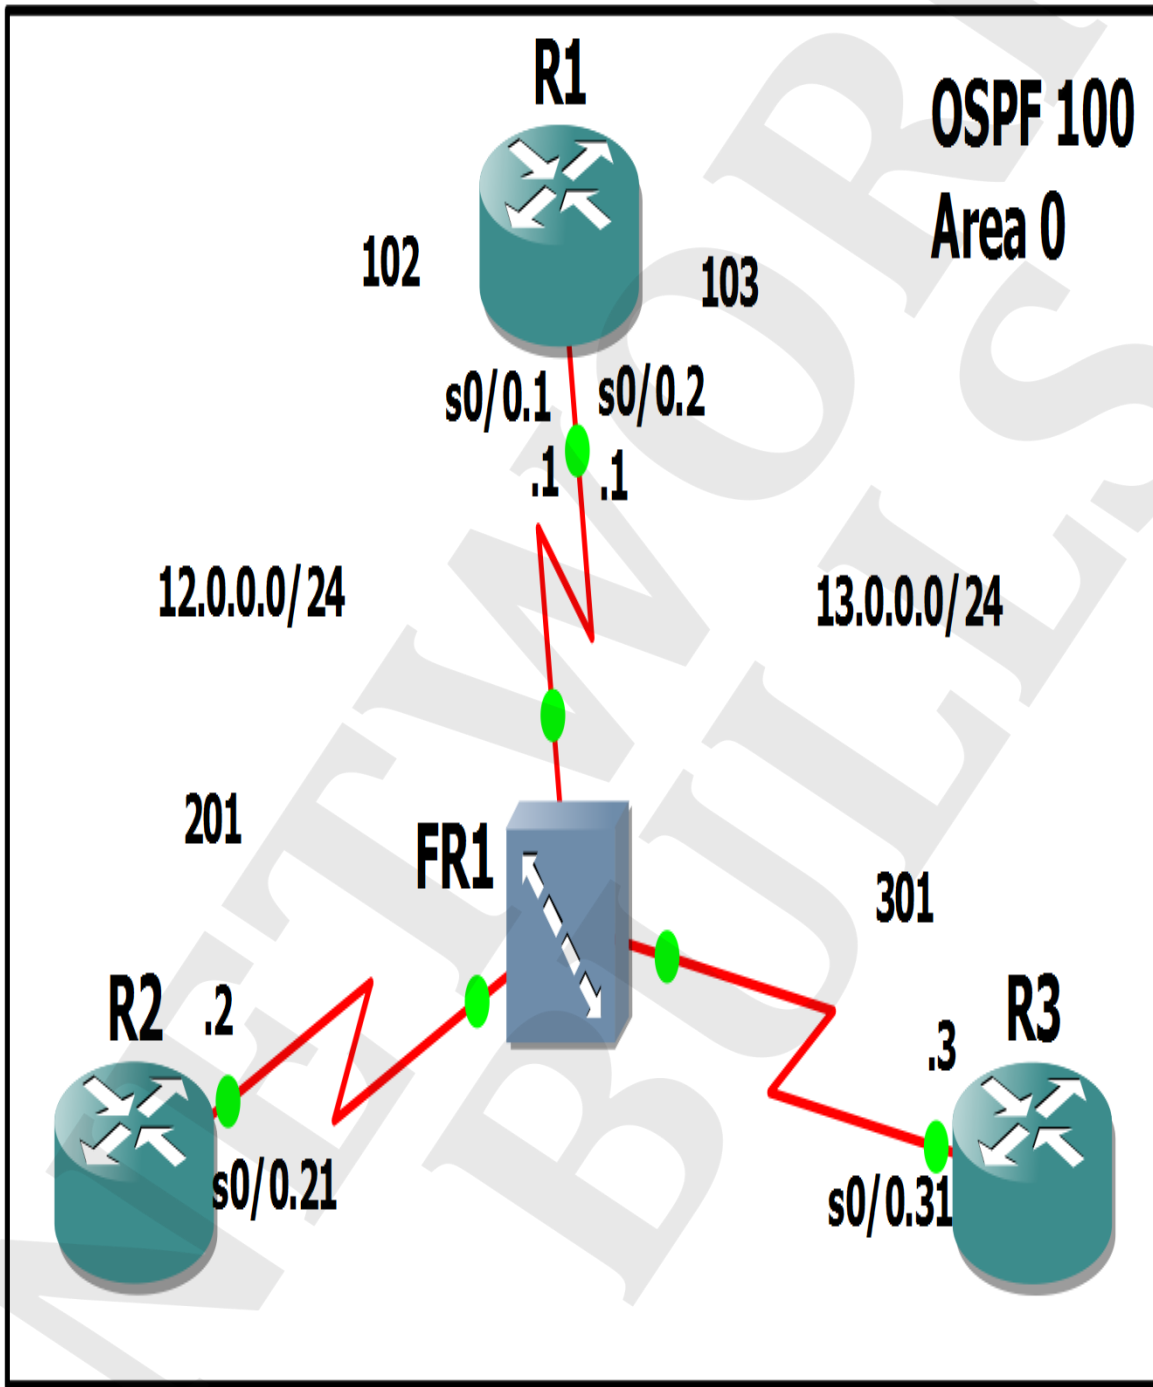 R1
OSPF 100
Area 0
102
103
s0/0.1
s0/0.2
.1
.1
12.0.0.0/24
13.0.0.0/24
201
FR1
301
R2
.2
R3
.3
s0/0.21
s0/0.31
NETWORK
BULLS